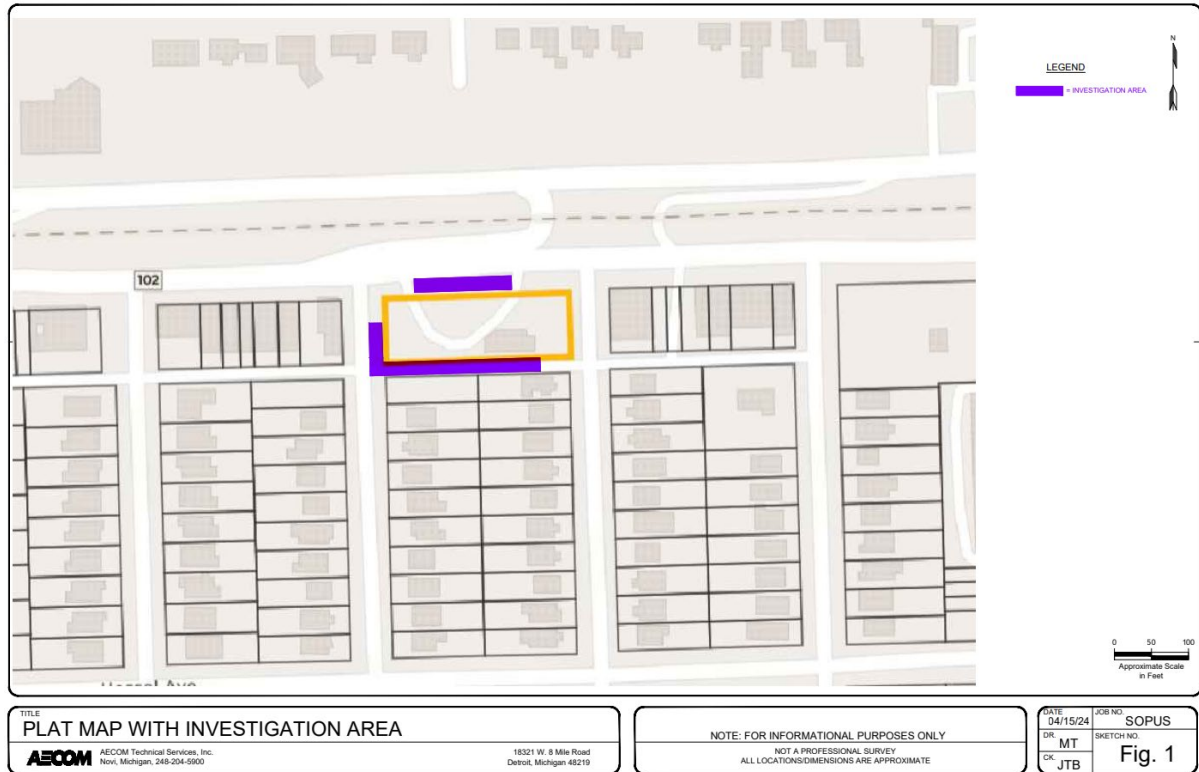 N
LEGEND
= INVESTIGATION AREA
102
0 50 100
Approximate Scale
in Feet
TITLE
PLAT MAP WITH INVESTIGATION AREA
AECOM
AECOM Technical Services, Inc.
Novi, Michigan, 248-204-5900
18321 W. 8 Mile Road
Detroit, Michigan 48219
NOTE: FOR INFORMATIONAL PURPOSES ONLY
NOT A PROFESSIONAL SURVEY
ALL LOCATIONS/DIMENSIONS ARE APPROXIMATE
DATE
04/15/24
JOB NO.
SOPUS
DR.
MT
SKETCH NO.
Fig. 1
CK.
JTB